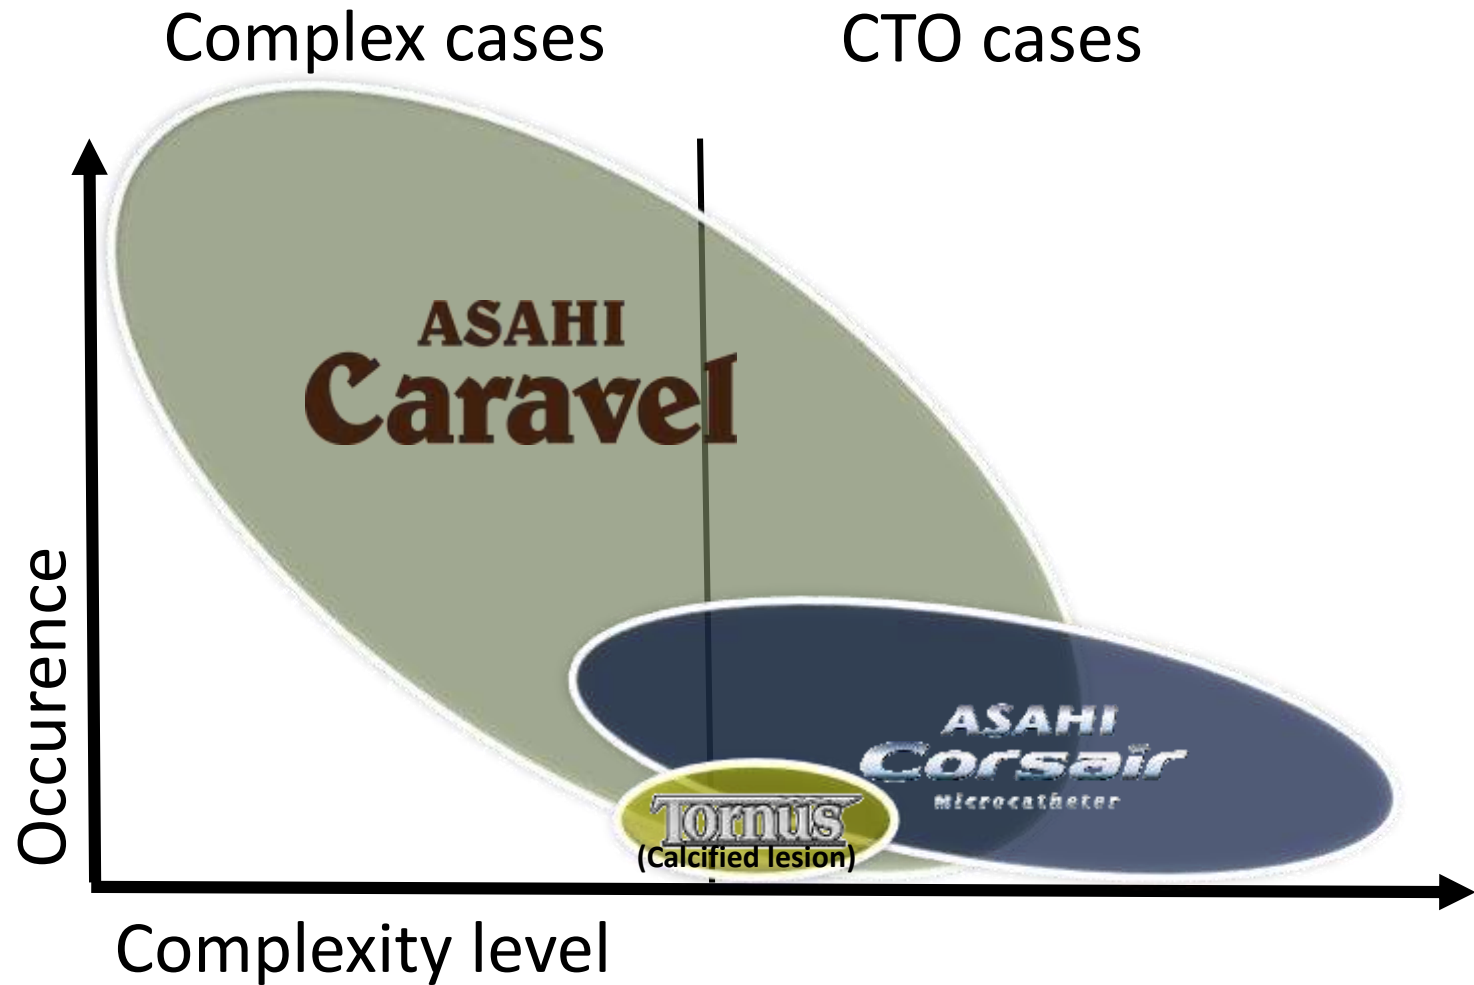 Complex cases
CTO cases
ASAHI
Caravel
Occurence
ASAHI
Corsair
Microcatheter
Tornus
(Calcified lesion)
Complexity level